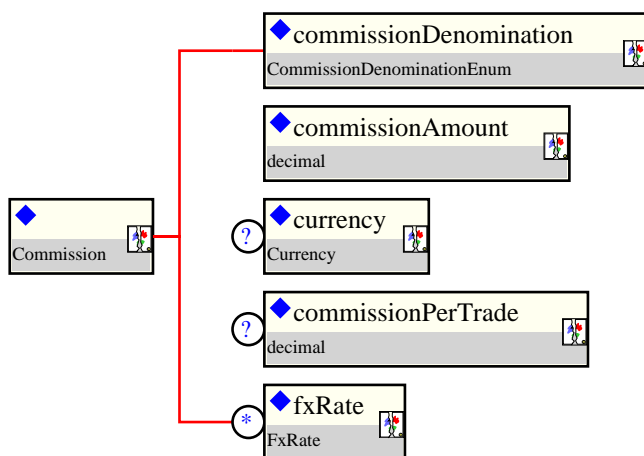 commissionDenomination
CommissionDenominationEnum
commissionAmount
decimal
Commission
?
currency
Currency
?
commissionPerTrade
decimal
*
fxRate
FxRate